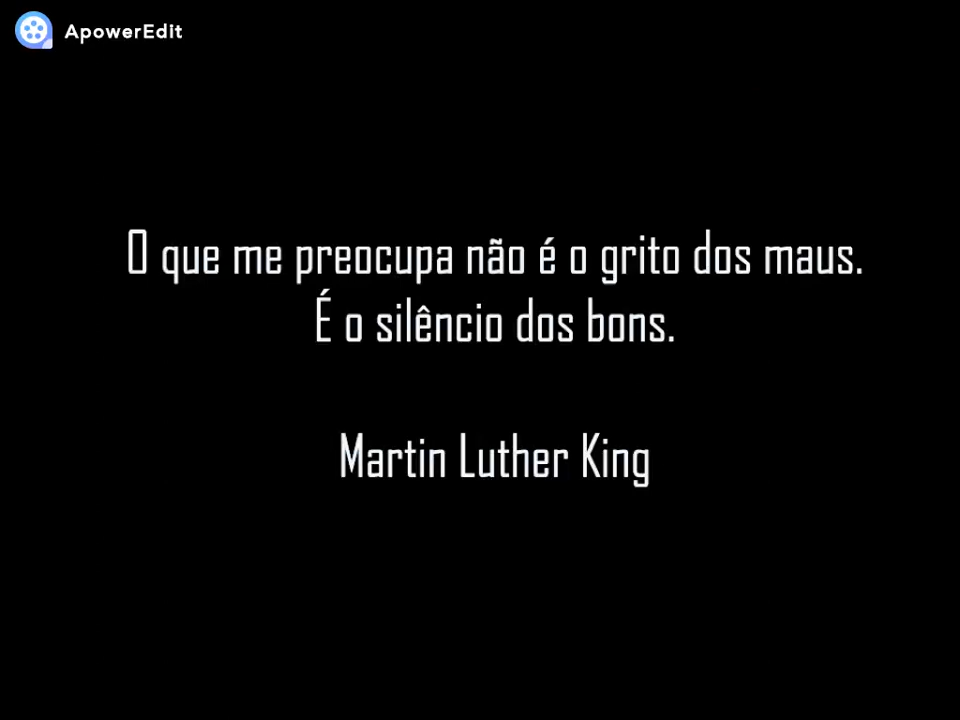 ApowerEdit
O que me preocupa não é o grito dos maus.
É o silêncio dos bons.
Martin Luther King